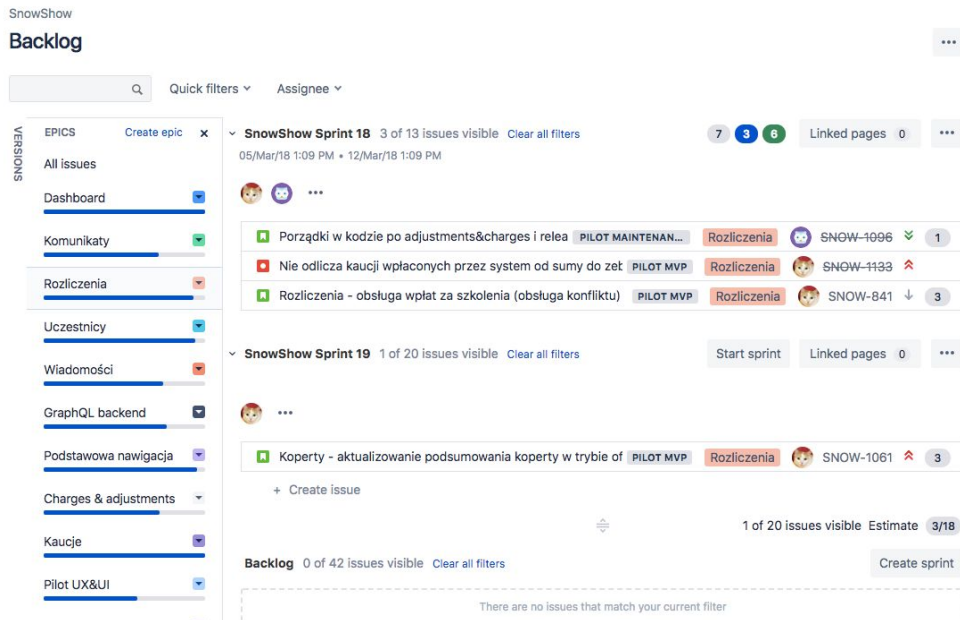 SnowShow
Backlog
Quick filters
Assignee
VERSIONS
EPICS Create epic
All issues
Dashboard
Komunikaty
Rozliczenia
Uczestnicy
Wiadomości
GraphQL backend
Podstawowa nawigacja
Charges & adjustments
Kaucje
Pilot UX&UI
SnowShow Sprint 18 3 of 13 issues visible Clear all filters 7 3 6 Linked pages 0
05/Mar/18 1:09 PM • 12/Mar/18 1:09 PM
Porządki w kodzie po adjustments&charges i relea PILOT MAINTENAN... Rozliczenia SNOW-1096 1
Nie odlicza kaucji wpłaconych przez system od sumy do zeb PILOT MVP Rozliczenia SNOW-1133
Rozliczenia - obsługa wpłat za szkolenia (obsługa konfliktu) PILOT MVP Rozliczenia SNOW-841 3
SnowShow Sprint 19 1 of 20 issues visible Clear all filters Start sprint Linked pages 0
Koperty - aktualizowanie podsumowania koperty w trybie of PILOT MVP Rozliczenia SNOW-1061 3
+ Create issue
1 of 20 issues visible Estimate 3/18
Backlog 0 of 42 issues visible Clear all filters Create sprint
There are no issues that match your current filter